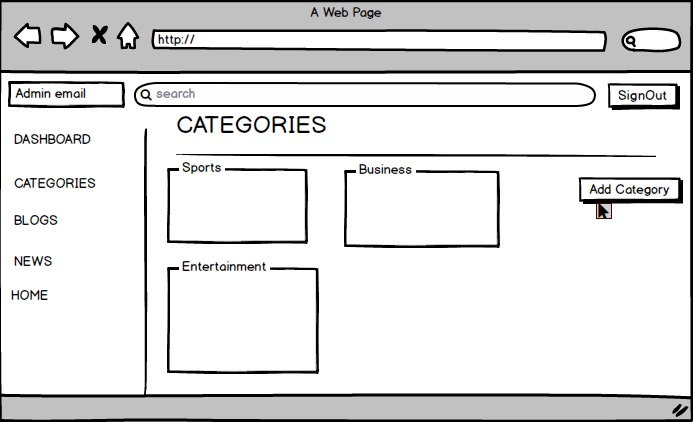 A Web Page
http://
Admin email
search
SignOut
CATEGORIES
DASHBOARD
CATEGORIES
BLOGS
NEWS
HOME
Sports
Business
Add Category
Entertainment